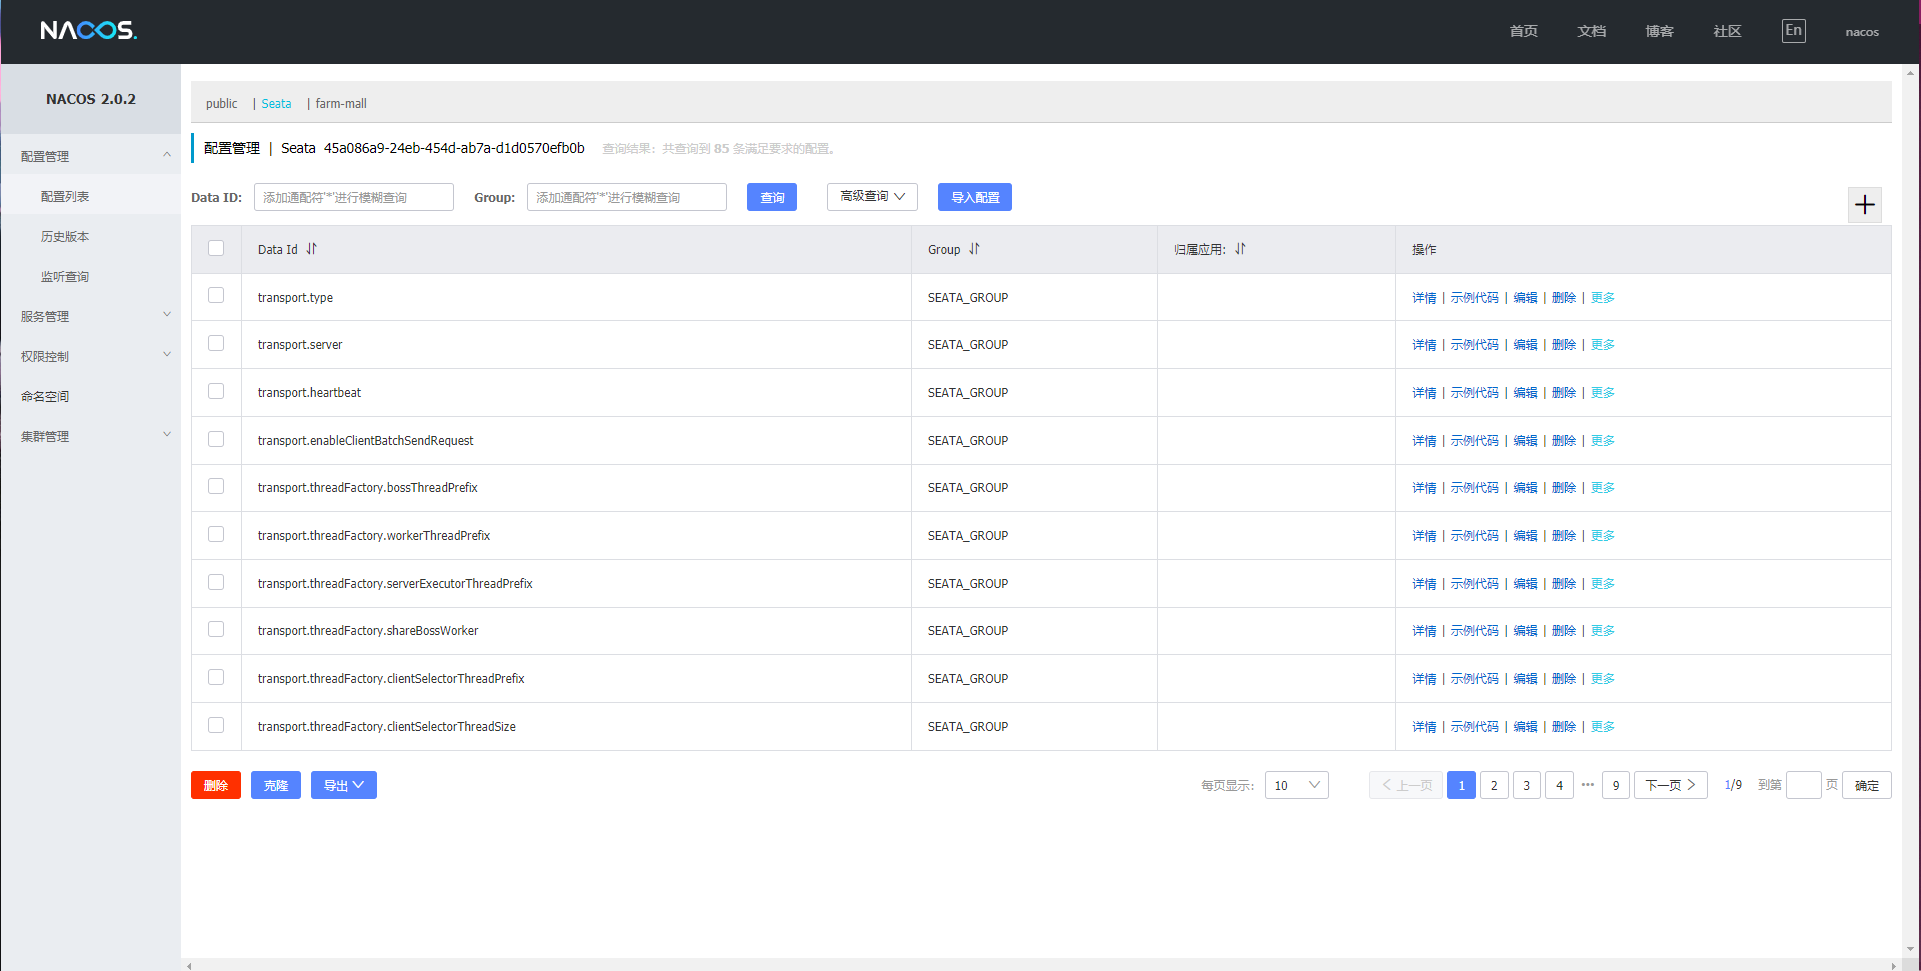 NACOS.
首页 文档 博客 社区 En nacos
NACOS 2.0.2
配置管理
配置列表
历史版本
监听查询
服务管理
权限控制
命名空间
集群管理
public | Seata | farm-mall
配置管理 | Seata 45a086a9-24eb-454d-ab7a-d1d0570efb0b 查询结果：共查询到 85 条满足要求的配置。
Data ID: 添加通配符'*'进行模糊查询 Group: 添加通配符'*'进行模糊查询 查询 高级查询 导入配置
Data Id Group 归属应用: 操作
transport.type SEATA_GROUP 详情 | 示例代码 | 编辑 | 删除 | 更多
transport.server SEATA_GROUP 详情 | 示例代码 | 编辑 | 删除 | 更多
transport.heartbeat SEATA_GROUP 详情 | 示例代码 | 编辑 | 删除 | 更多
transport.enableClientBatchSendRequest SEATA_GROUP 详情 | 示例代码 | 编辑 | 删除 | 更多
transport.threadFactory.bossThreadPrefix SEATA_GROUP 详情 | 示例代码 | 编辑 | 删除 | 更多
transport.threadFactory.workerThreadPrefix SEATA_GROUP 详情 | 示例代码 | 编辑 | 删除 | 更多
transport.threadFactory.serverExecutorThreadPrefix SEATA_GROUP 详情 | 示例代码 | 编辑 | 删除 | 更多
transport.threadFactory.shareBossWorker SEATA_GROUP 详情 | 示例代码 | 编辑 | 删除 | 更多
transport.threadFactory.clientSelectorThreadPrefix SEATA_GROUP 详情 | 示例代码 | 编辑 | 删除 | 更多
transport.threadFactory.clientSelectorThreadSize SEATA_GROUP 详情 | 示例代码 | 编辑 | 删除 | 更多
删除 克隆 导出 每页显示: 10 上一页 1 2 3 4 ··· 9 下一页 1/9 到第 页 确定